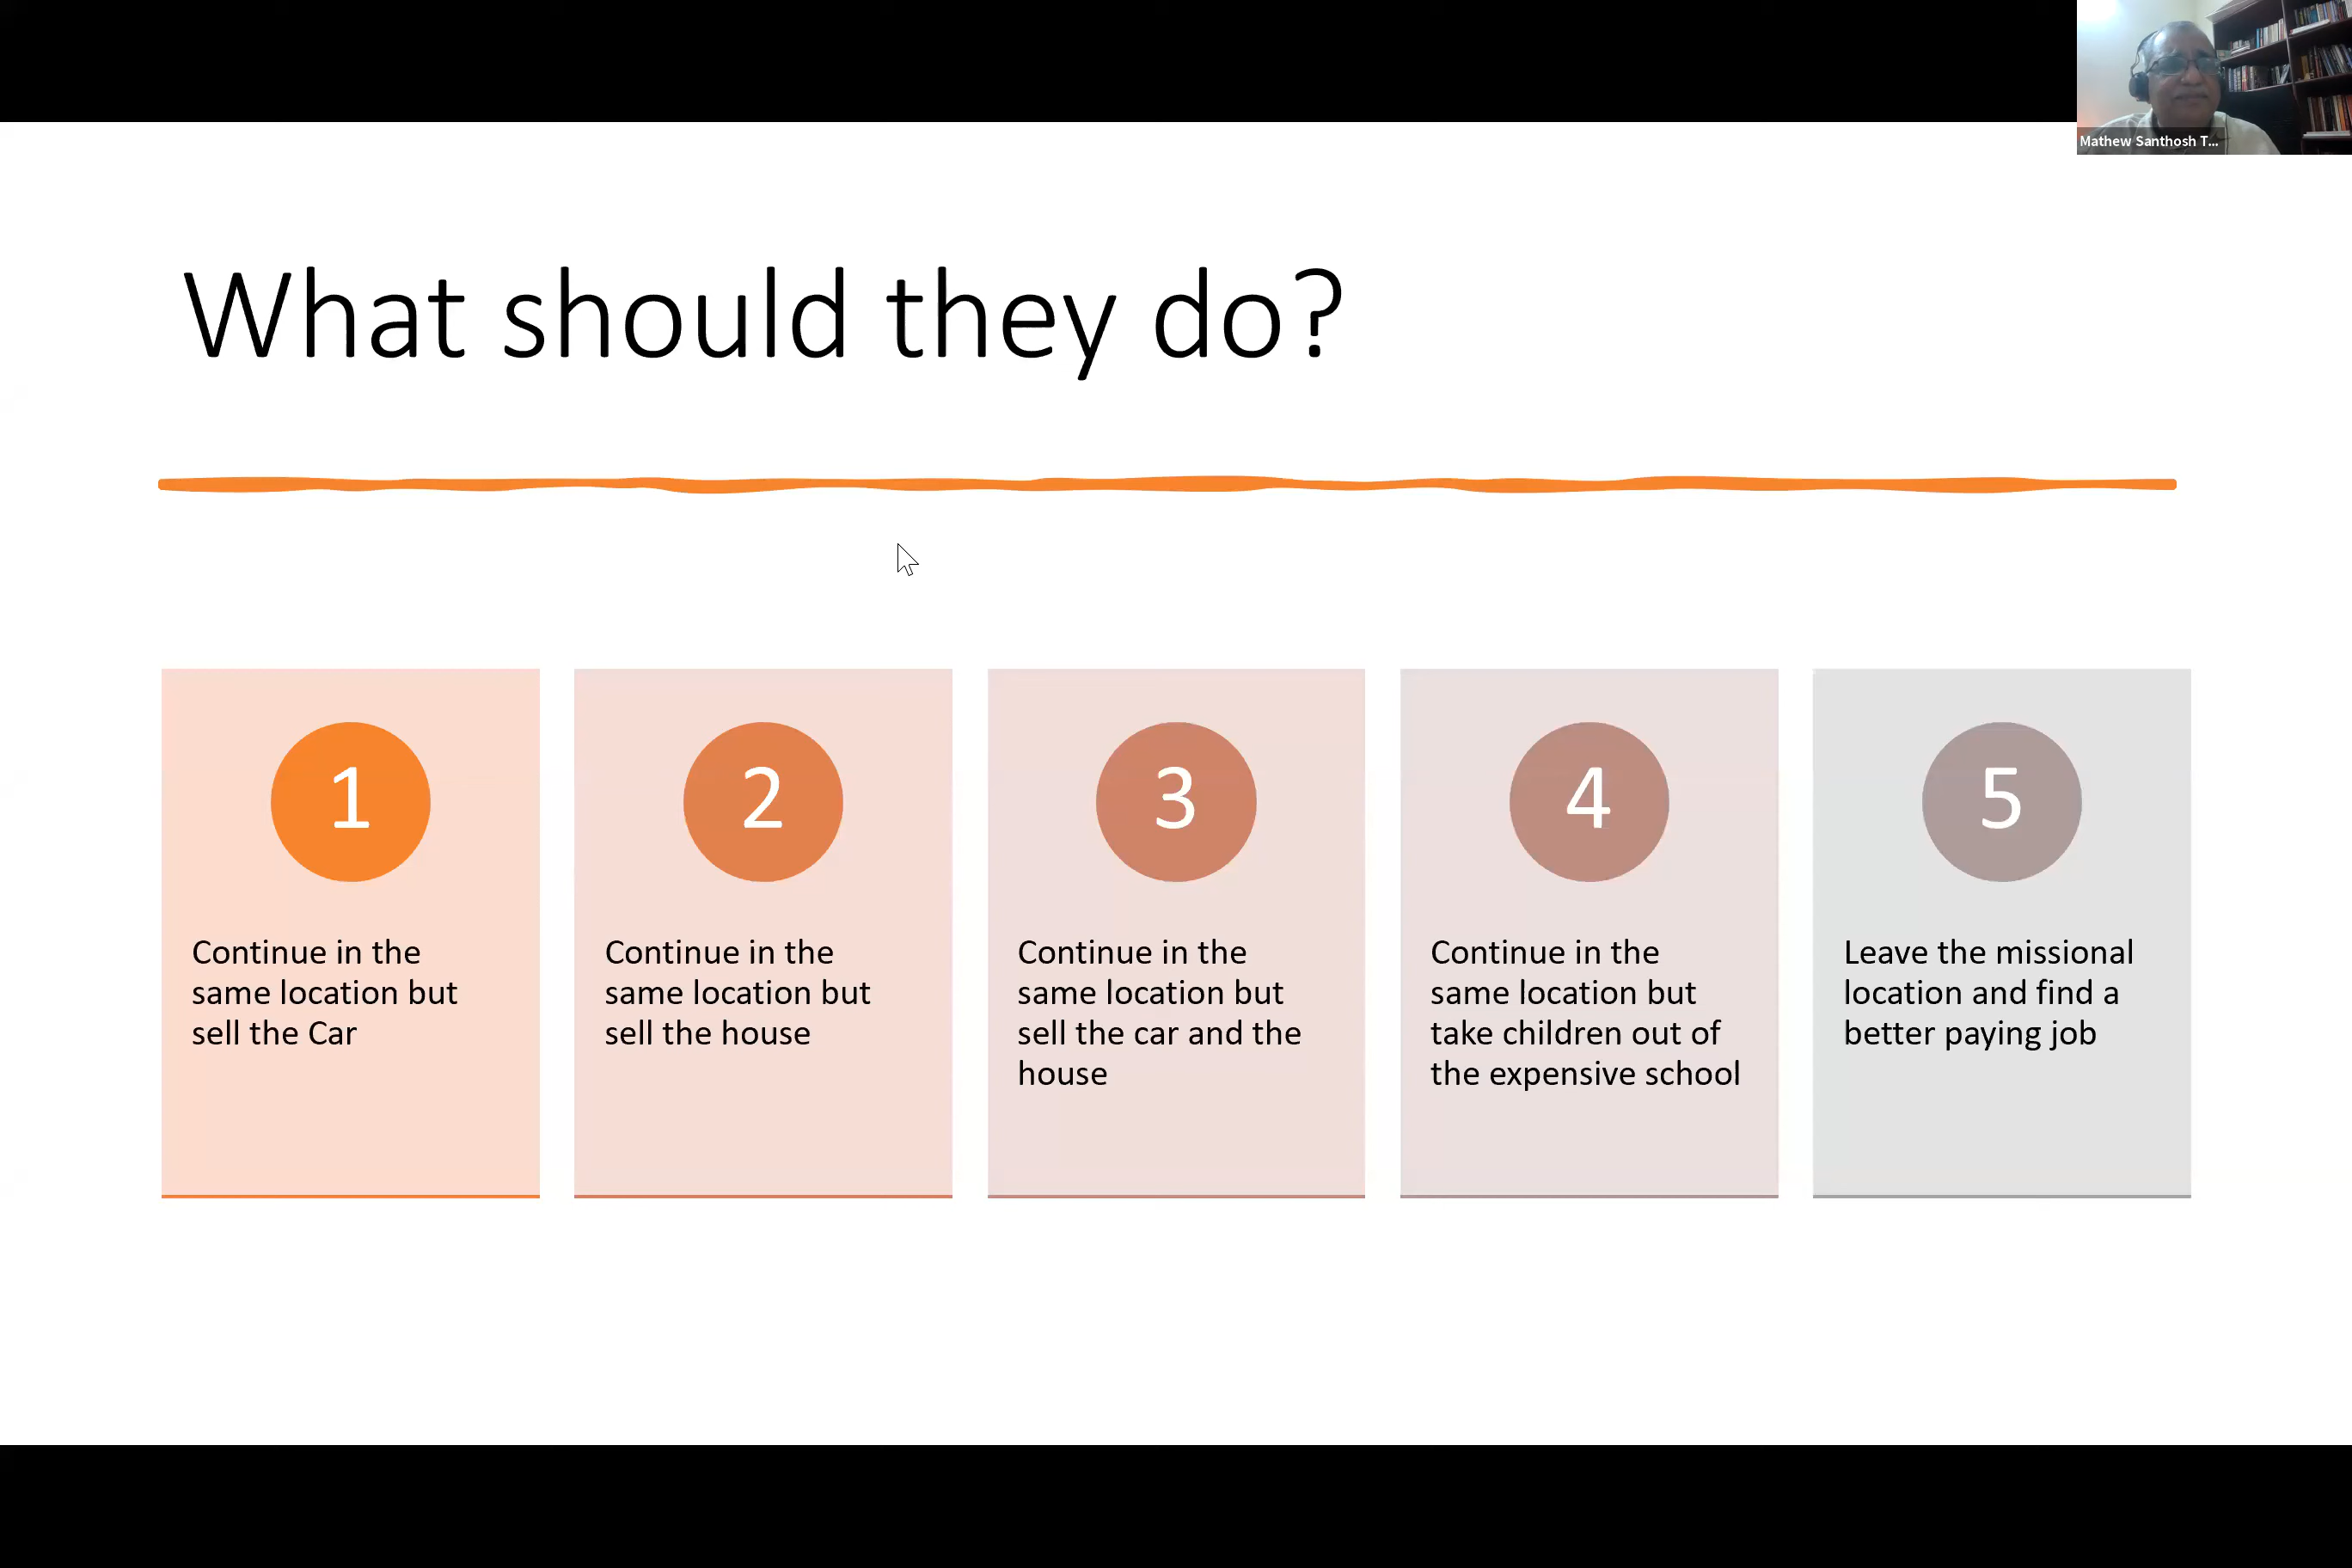 Mathew Santhosh T...
What should they do?
1
Continue in the
same location but
sell the Car
2
Continue in the
same location but
sell the house
3
Continue in the
same location but
sell the car and the
house
4
Continue in the
same location but
take children out of
the expensive school
5
Leave the missional
location and find a
better paying job